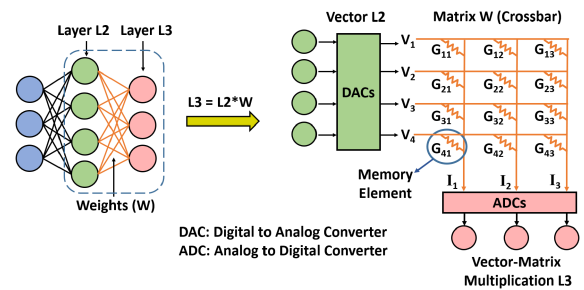 Layer L2
Layer L3
Weights (W)
L3 = L2*W
Vector L2
Matrix W (Crossbar)
DACs
V1
G11
G12
G13
V2
G21
G22
G23
V3
G31
G32
G33
V4
G41
G42
G43
Memory
Element
I1
I2
I3
ADCs
DAC: Digital to Analog Converter
ADC: Analog to Digital Converter
Vector-Matrix
Multiplication L3